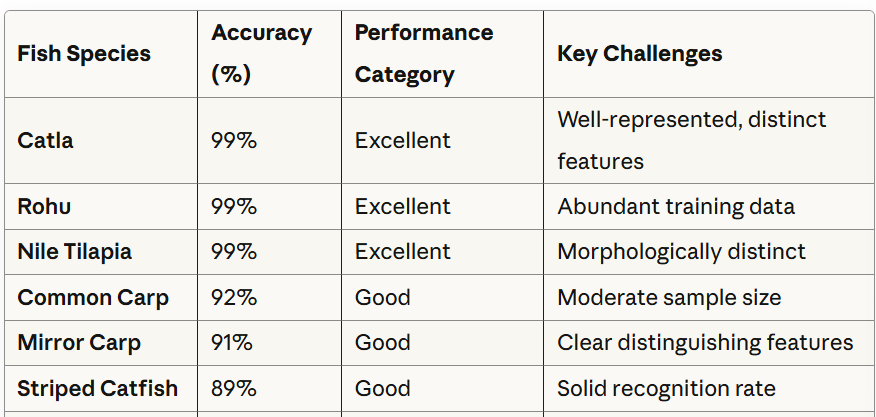 Fish Species Accuracy (%) Performance Category Key Challenges
Catla 99% Excellent Well-represented, distinct features
Rohu 99% Excellent Abundant training data
Nile Tilapia 99% Excellent Morphologically distinct
Common Carp 92% Good Moderate sample size
Mirror Carp 91% Good Clear distinguishing features
Striped Catfish 89% Good Solid recognition rate